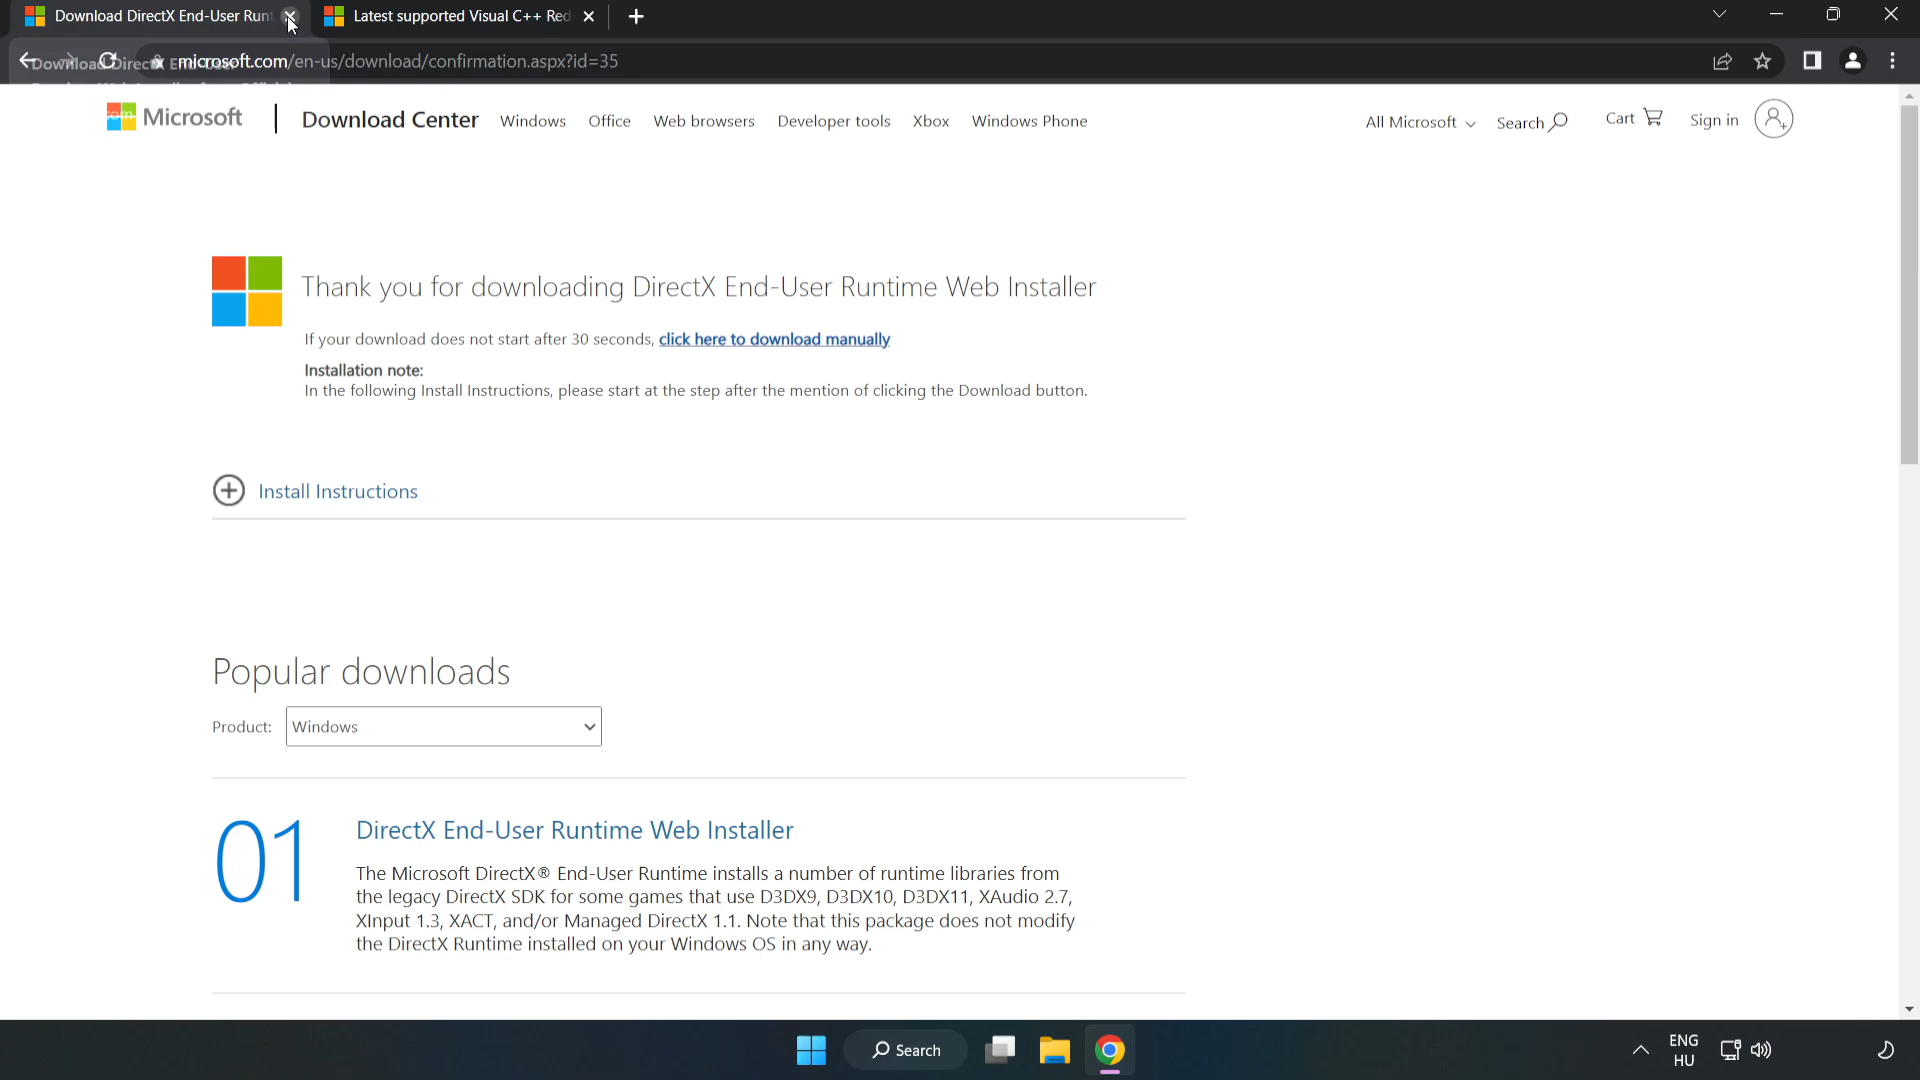 Download DirectX End-User Runt
Latest supported Visual C++ Red
microsoft.com/en-us/download/confirmation.aspx?id=35
Download DirectX End-User
Microsoft
Download Center
Windows
Office
Web browsers
Developer tools
Xbox
Windows Phone
All Microsoft
Search
Cart
Sign in
Thank you for downloading DirectX End-User Runtime Web Installer
If your download does not start after 30 seconds, click here to download manually
Installation note:
In the following Install Instructions, please start at the step after the mention of clicking the Download button.
Install Instructions
Popular downloads
Product:
Windows
01
DirectX End-User Runtime Web Installer
The Microsoft DirectX® End-User Runtime installs a number of runtime libraries from
the legacy DirectX SDK for some games that use D3DX9, D3DX10, D3DX11, XAudio 2.7,
XInput 1.3, XACT, and/or Managed DirectX 1.1. Note that this package does not modify
the DirectX Runtime installed on your Windows OS in any way.
Search
ENG
HU